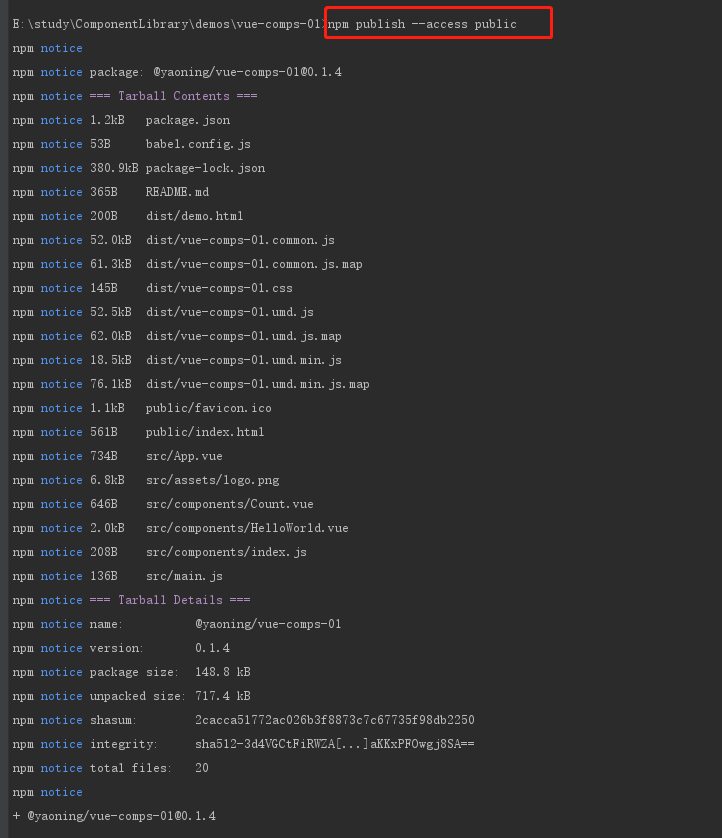 E:\study\ComponentLibrary\demos\vue-comps-01>npm publish --access public
npm notice
npm notice package: @yaoning/vue-comps-01@0.1.4
npm notice === Tarball Contents ===
npm notice 1.2kB package.json
npm notice 53B babel.config.js
npm notice 380.9kB package-lock.json
npm notice 365B README.md
npm notice 200B dist/demo.html
npm notice 52.0kB dist/vue-comps-01.common.js
npm notice 61.3kB dist/vue-comps-01.common.js.map
npm notice 145B dist/vue-comps-01.css
npm notice 52.5kB dist/vue-comps-01.umd.js
npm notice 62.0kB dist/vue-comps-01.umd.js.map
npm notice 18.5kB dist/vue-comps-01.umd.min.js
npm notice 76.1kB dist/vue-comps-01.umd.min.js.map
npm notice 1.1kB public/favicon.ico
npm notice 561B public/index.html
npm notice 734B src/App.vue
npm notice 6.8kB src/assets/logo.png
npm notice 646B src/components/Count.vue
npm notice 2.0kB src/components/HelloWorld.vue
npm notice 208B src/components/index.js
npm notice 136B src/main.js
npm notice === Tarball Details ===
npm notice name: @yaoning/vue-comps-01
npm notice version: 0.1.4
npm notice package size: 148.8 kB
npm notice unpacked size: 717.4 kB
npm notice shasum: 2cacca51772ac026b3f8873c7c67735f98db2250
npm notice integrity: sha512-3d4VGCtFiRWZA[...]aKKxPFOwgj8SA==
npm notice total files: 20
npm notice
+ @yaoning/vue-comps-01@0.1.4